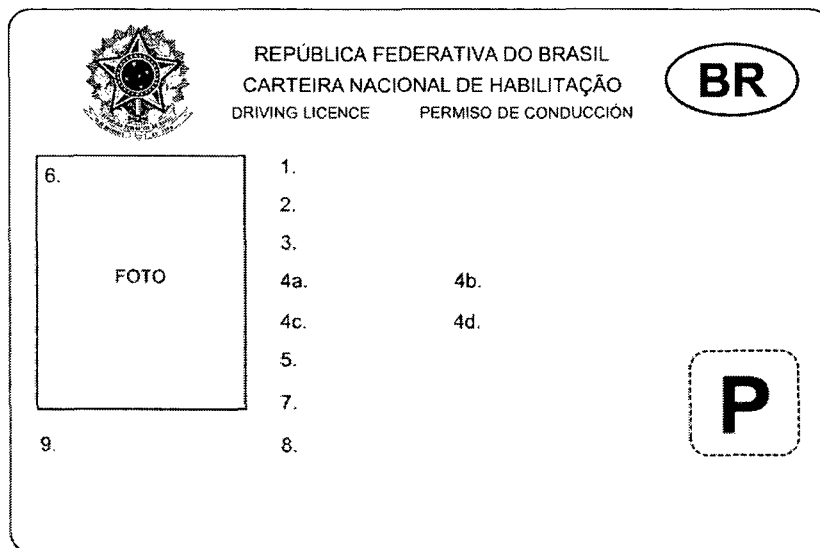 REPÚBLICA FEDERATIVA DO BRASIL
CARTEIRA NACIONAL DE HABILITAÇÃO
DRIVING LICENCE PERMISO DE CONDUCCIÓN
BR
6.
FOTO
1.
2.
3.
4a. 4b.
4c. 4d.
5.
7.
P
9. 8.